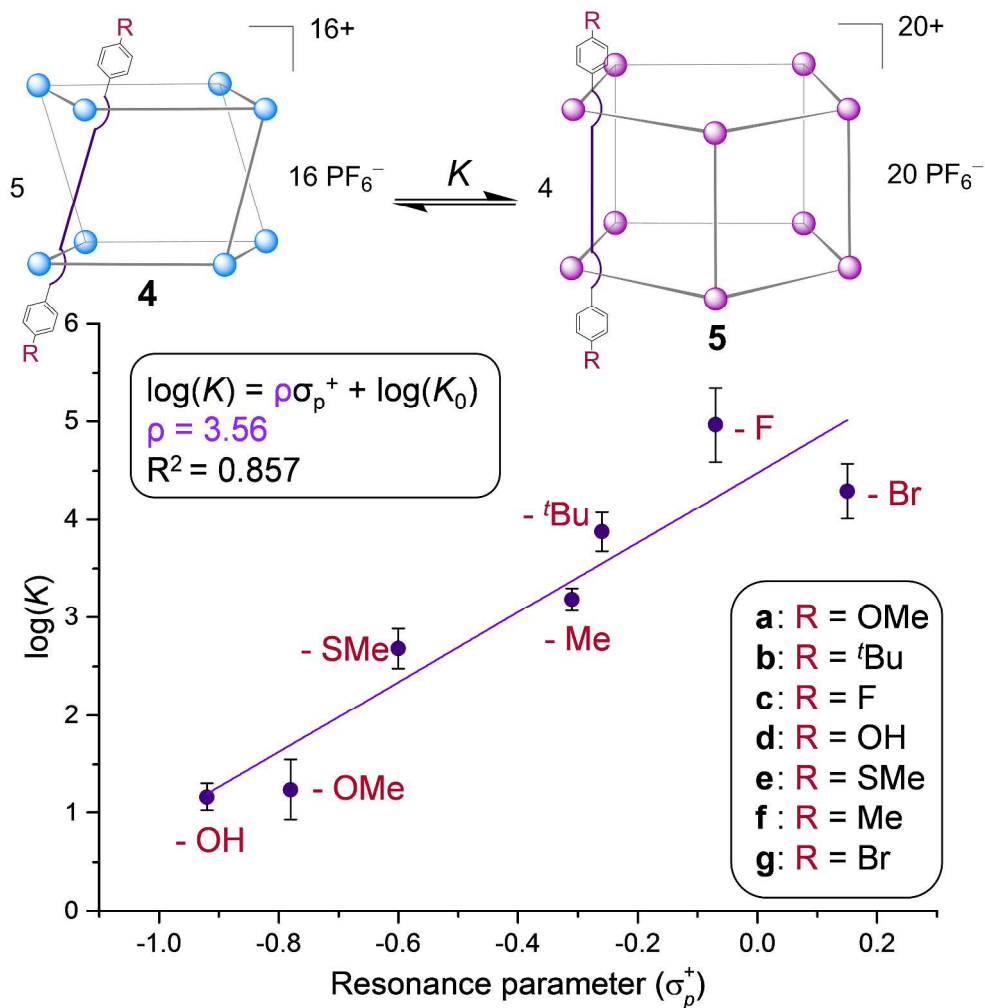 R
16+
5
16 PF₆⁻
R
4
K
R
20+
4
20 PF₆⁻
R
5
log(K) = ρσₚ⁺ + log(K₀)
ρ = 3.56
R² = 0.857
- F
- Br
- ᵗBu
- Me
- SMe
- OMe
- OH
a: R = OMe
b: R = ᵗBu
c: R = F
d: R = OH
e: R = SMe
f: R = Me
g: R = Br
log(K)
6
5
4
3
2
1
0
-1.0 -0.8 -0.6 -0.4 -0.2 0.0 0.2
Resonance parameter (σₚ⁺)